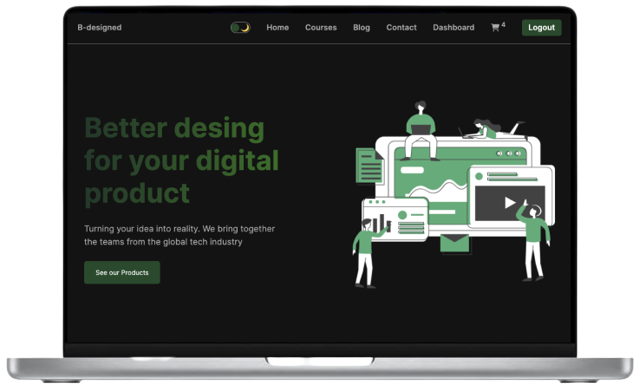 B-designed
Home Courses Blog Contact Dashboard 4 Logout
Better desing
for your digital
product
Turning your idea into reality. We bring together
the teams from the global tech industry
See our Products